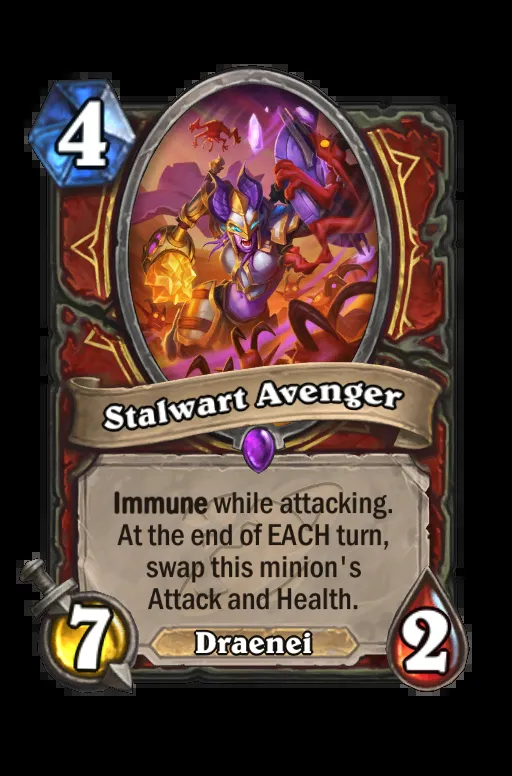 4
Stalwart Avenger
Immune while attacking.
At the end of EACH turn,
swap this minion's
Attack and Health.
7
Draenei
2